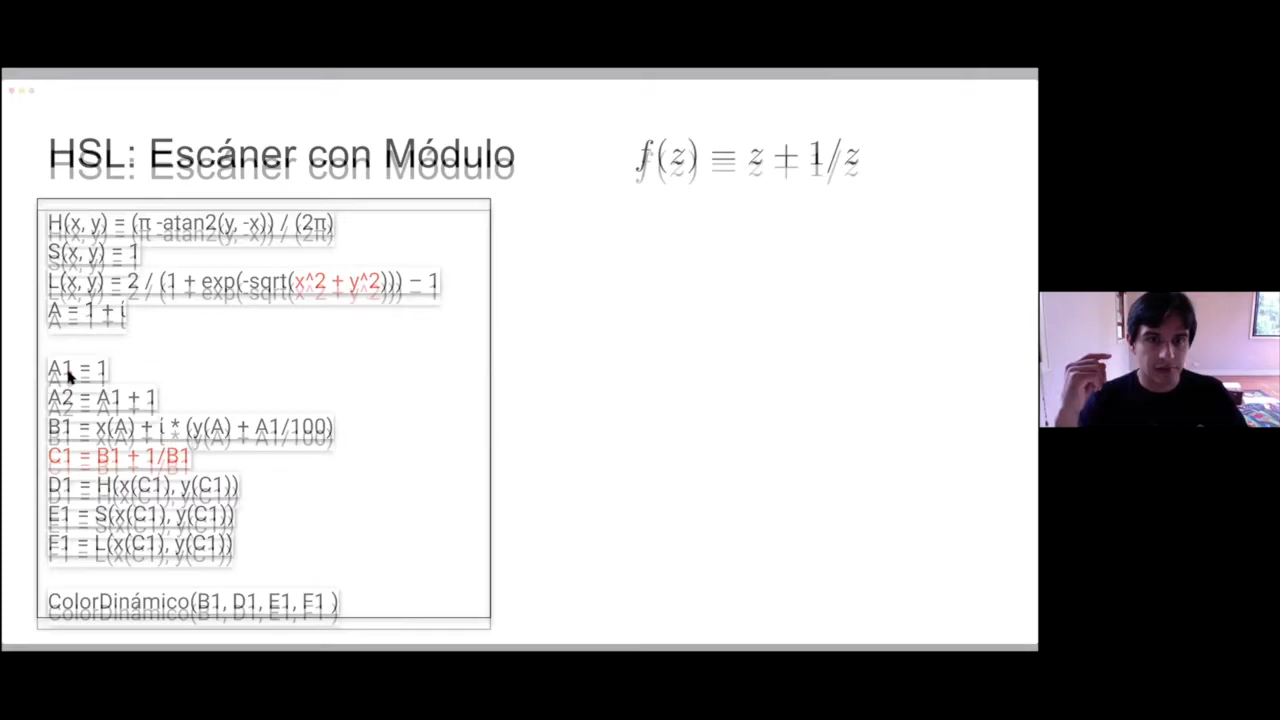 HSL: Escáner con Módulo
f(z) ≡ z + 1/z
H(x, y) = (π -atan2(y, -x)) / (2π)
S(x, y) = 1
L(x, y) = 2 / (1 + exp(-sqrt(x^2 + y^2))) − 1
A = 1 + í
A1 = 1
A2 = A1 + 1
B1 = x(A) + í * (y(A) + A1/100)
C1 = B1 + 1/B1
D1 = H(x(C1), y(C1))
E1 = S(x(C1), y(C1))
F1 = L(x(C1), y(C1))
ColorDinámico(B1, D1, E1, F1 )